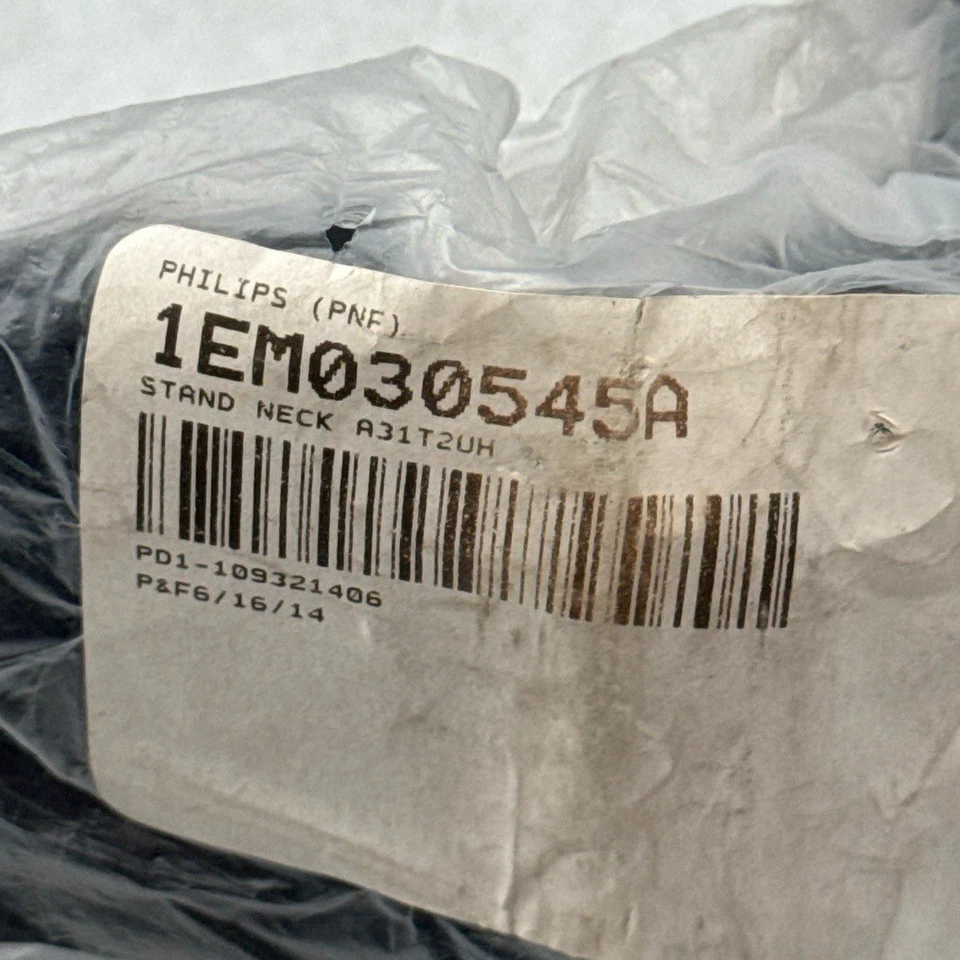 PHILIPS (PNF)
1EM030545A
STAND NECK A31T2UH
PD1-109321406
P&F6/16/14